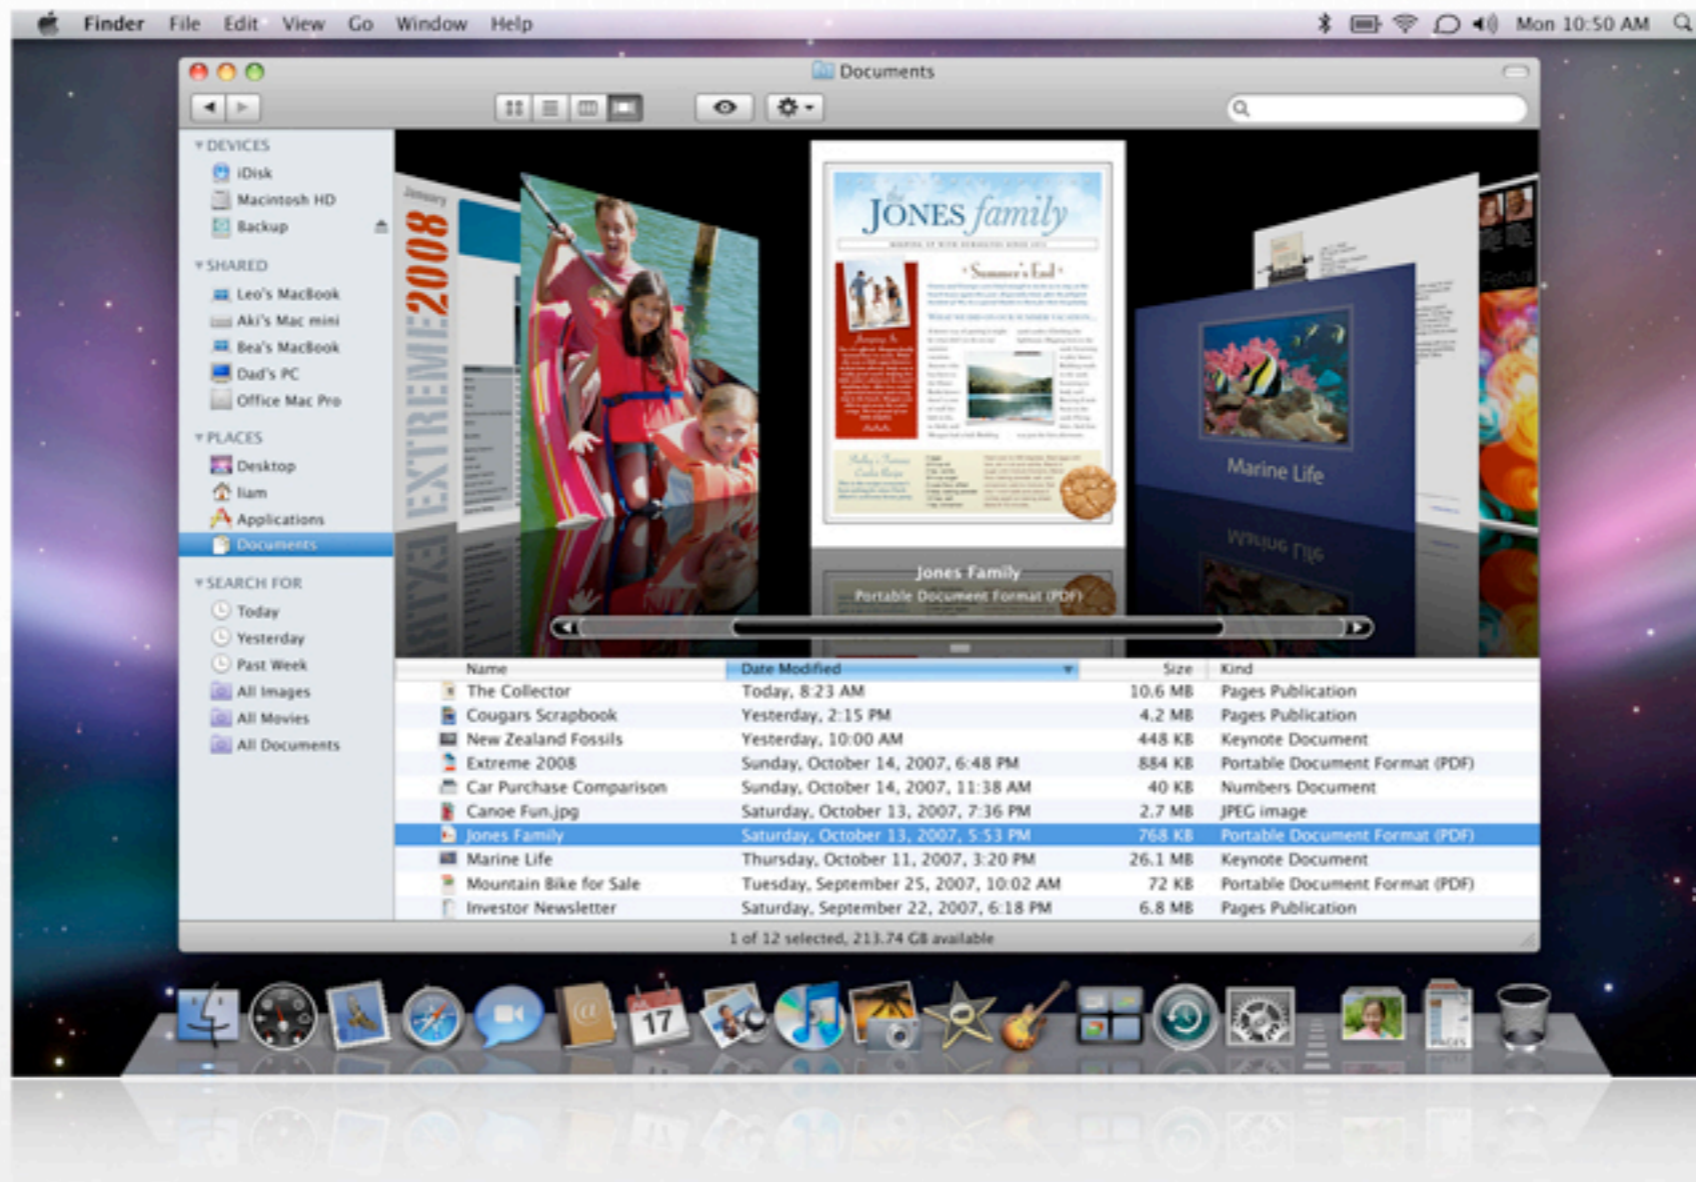 Finder File Edit View Go Window Help
Mon 10:50 AM
Documents
DEVICES
iDisk
Macintosh HD
Backup
SHARED
Leo's MacBook
Aki's Mac mini
Bea's MacBook
Dad's PC
Office Mac Pro
PLACES
Desktop
liam
Applications
Documents
SEARCH FOR
Today
Yesterday
Past Week
All Images
All Movies
All Documents
January
EXTREME2008
the
JONES family
Summer's End
Marine Life
Festival
Jones Family
Portable Document Format (PDF)
Name Date Modified Size Kind
The Collector Today, 8:23 AM 10.6 MB Pages Publication
Cougars Scrapbook Yesterday, 2:15 PM 4.2 MB Pages Publication
New Zealand Fossils Yesterday, 10:00 AM 448 KB Keynote Document
Extreme 2008 Sunday, October 14, 2007, 6:48 PM 884 KB Portable Document Format (PDF)
Car Purchase Comparison Sunday, October 14, 2007, 11:38 AM 40 KB Numbers Document
Canoe Fun.jpg Saturday, October 13, 2007, 7:36 PM 2.7 MB JPEG image
Jones Family Saturday, October 13, 2007, 5:53 PM 768 KB Portable Document Format (PDF)
Marine Life Thursday, October 11, 2007, 3:20 PM 26.1 MB Keynote Document
Mountain Bike for Sale Tuesday, September 25, 2007, 10:02 AM 72 KB Portable Document Format (PDF)
Investor Newsletter Saturday, September 22, 2007, 6:18 PM 6.8 MB Pages Publication
1 of 12 selected, 213.74 GB available
JUL
17
PAGES